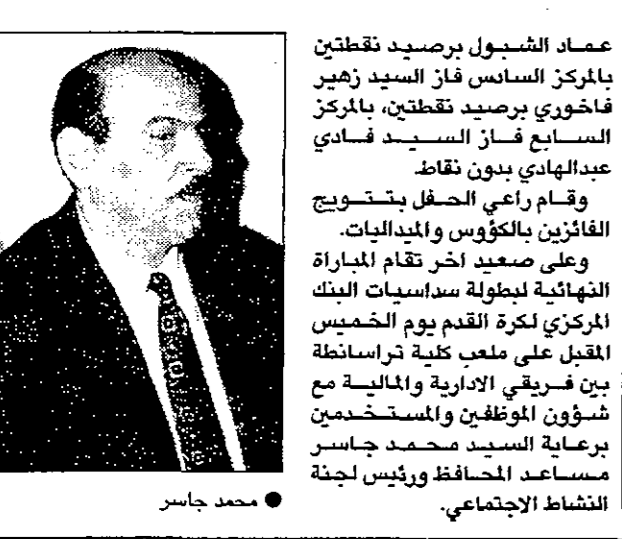 عماد الشبول برصيد نقطتين
بالمركز السادس فاز السيد زهير
فاخوري برصيد نقطتين، بالمركز
السابع فاز السيد فادي
عبدالهادي بدون نقاط.
وقام راعي الحفل بتتويج
الفائزين بالكؤوس والميداليات.
وعلى صعيد اخر تقام المباراة
النهائية لبطولة سداسيات البنك
المركزي لكرة القدم يوم الخميس
المقبل على ملعب كلية تراسانطة
بين فريقي الادارية والمالية مع
شؤون الموظفين والمستخدمين
برعاية السيد محمد جاسر
مساعد المحافظ ورئيس لجنة
النشاط الاجتماعي.
● محمد جاسر